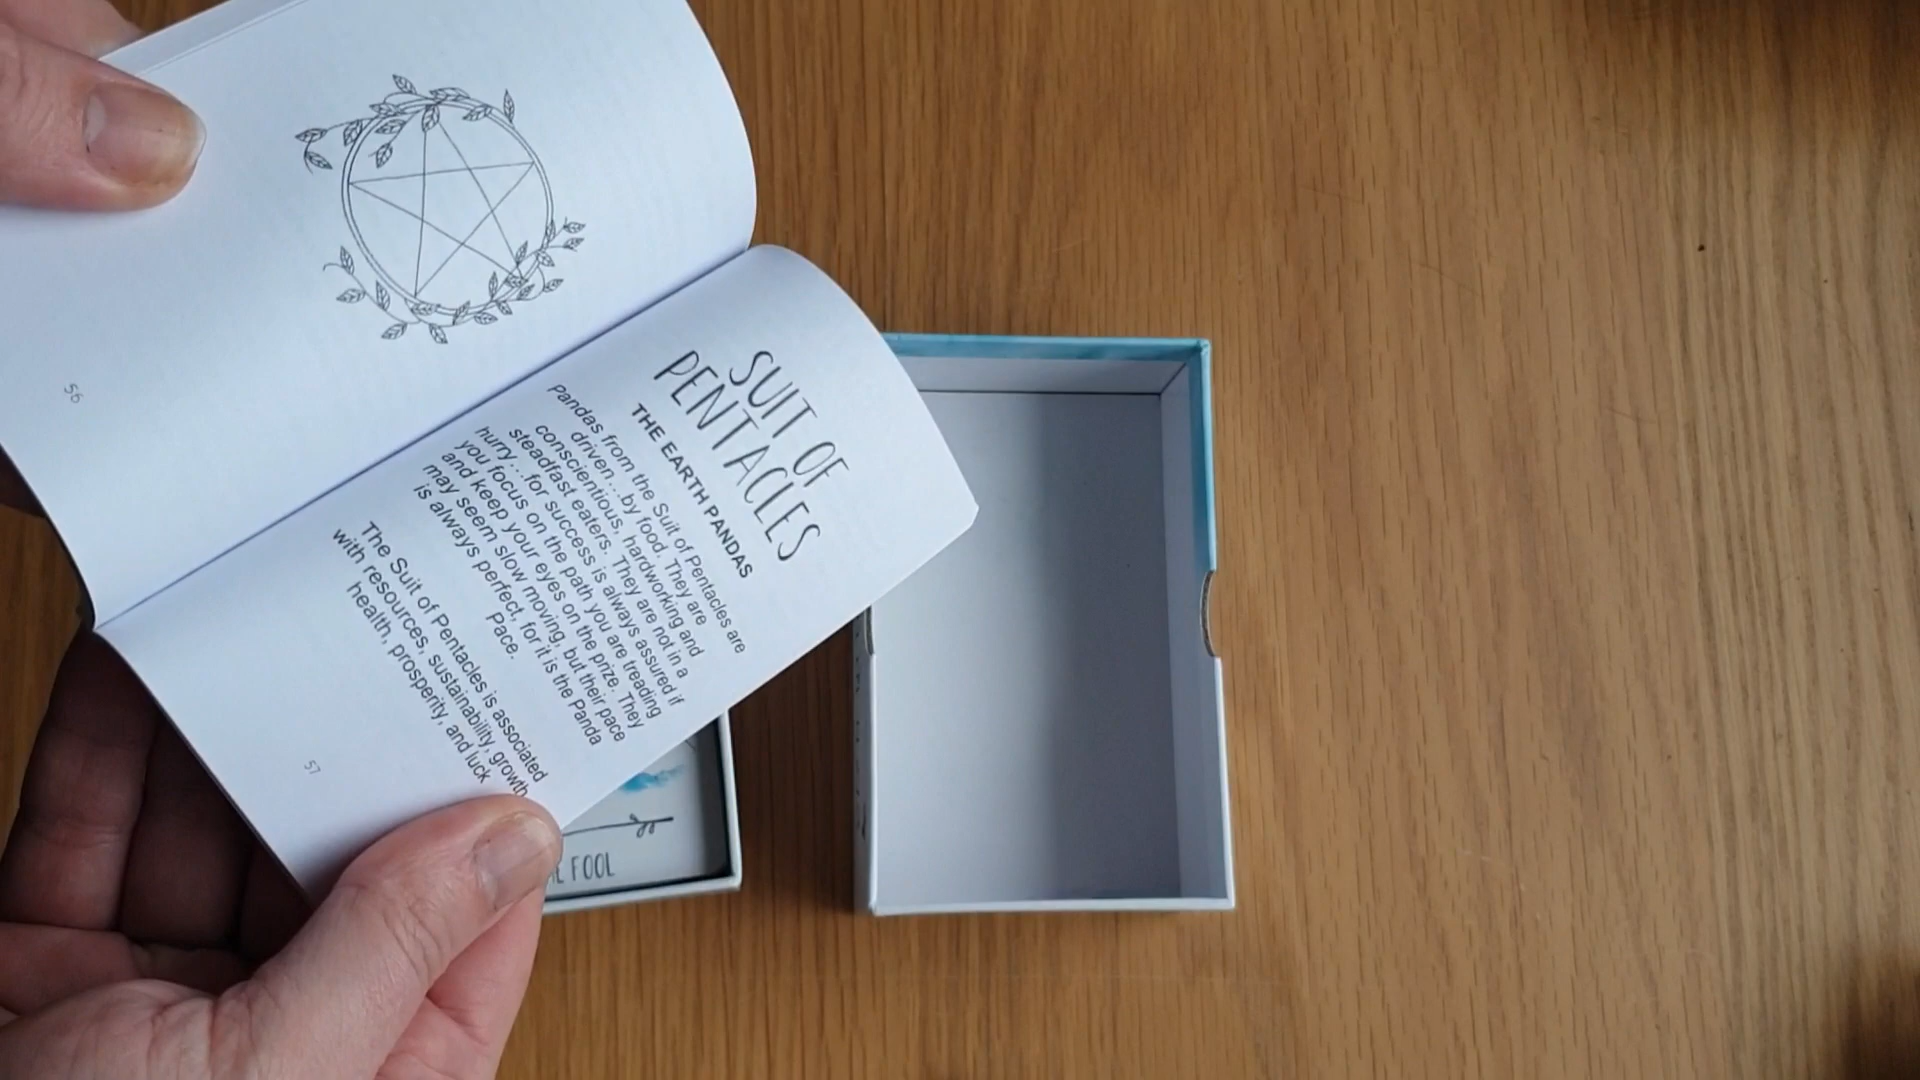 56
SUIT OF
PENTACLES
THE EARTH PANDAS
Pandas from the Suit of Pentacles are
driven...by food. They are
conscientious, hardworking and
steadfast eaters. They are not in a
hurry...for success is always assured if
you focus on the path you are treading
and keep your eyes on the prize. They
may seem slow moving, but their pace
is always perfect, for it is the Panda
Pace.
The Suit of Pentacles is associated
with resources, sustainability, growth,
health, prosperity, and luck
57
FOOL